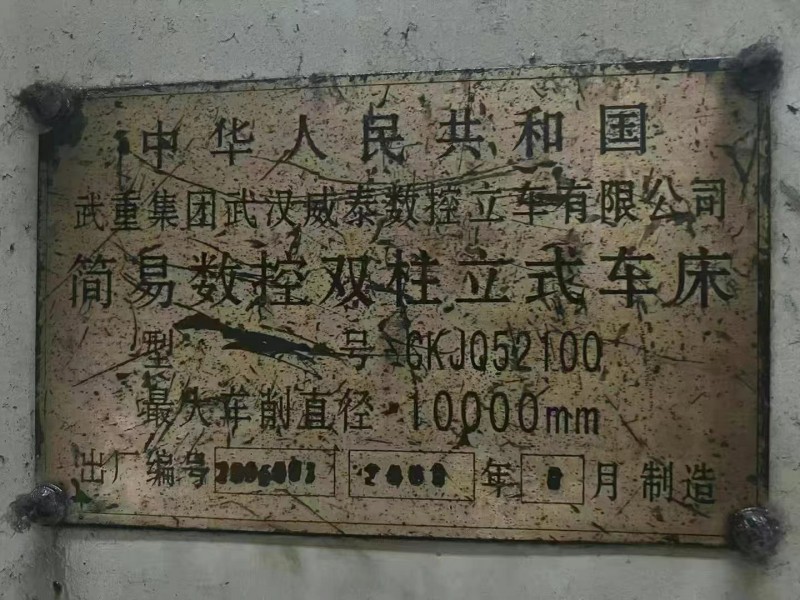 中华人民共和国
武重集团武汉威泰数控立车有限公司
简易数控双柱立式车床
型 号 CKJQ52100
最大车削直径 10000mm
出厂编号 年 月 制造